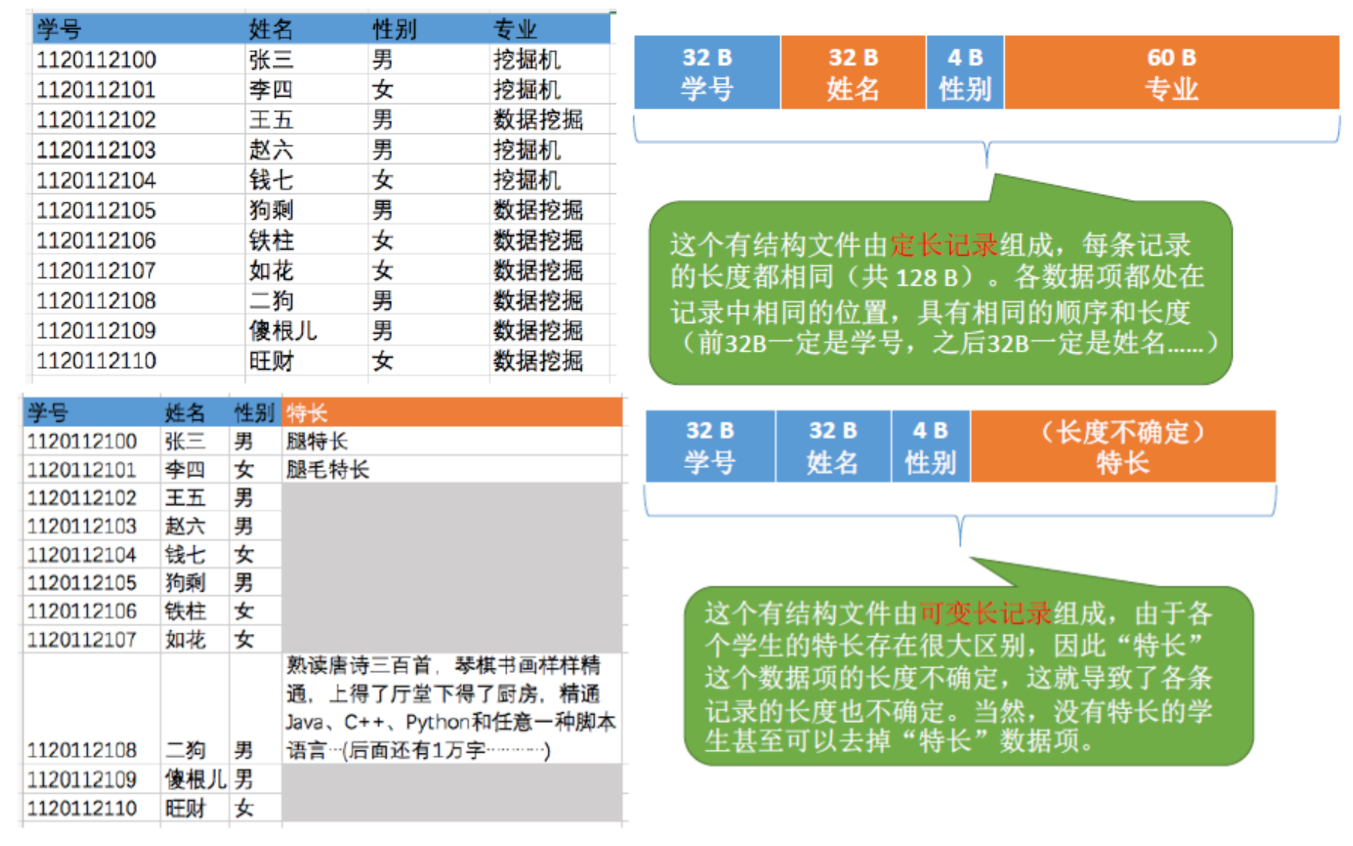 学号 姓名 性别 专业
1120112100 张三 男 挖掘机
1120112101 李四 女 挖掘机
1120112102 王五 男 数据挖掘
1120112103 赵六 男 挖掘机
1120112104 钱七 女 挖掘机
1120112105 狗剩 男 数据挖掘
1120112106 铁柱 女 数据挖掘
1120112107 如花 女 数据挖掘
1120112108 二狗 男 数据挖掘
1120112109 傻根儿 男 数据挖掘
1120112110 旺财 女 数据挖掘
32 B 32 B 4 B 60 B
学号 姓名 性别 专业
这个有结构文件由定长记录组成，每条记录
的长度都相同（共 128 B）。各数据项都处在
记录中相同的位置，具有相同的顺序和长度
（前32B一定是学号，之后32B一定是姓名……）
学号 姓名 性别 特长
1120112100 张三 男 腿特长
1120112101 李四 女 腿毛特长
1120112102 王五 男
1120112103 赵六 男
1120112104 钱七 女
1120112105 狗剩 男
1120112106 铁柱 女
1120112107 如花 女
熟读唐诗三百首，琴棋书画样样精
通，上得了厅堂下得了厨房，精通
Java、C++、Python和任意一种脚本
1120112108 二狗 男 语言…(后面还有1万字…………)
1120112109 傻根儿 男
1120112110 旺财 女
32 B 32 B 4 B （长度不确定）
学号 姓名 性别 特长
这个有结构文件由可变长记录组成，由于各
个学生的特长存在很大区别，因此“特长”
这个数据项的长度不确定，这就导致了各条
记录的长度也不确定。当然，没有特长的学
生甚至可以去掉“特长”数据项。